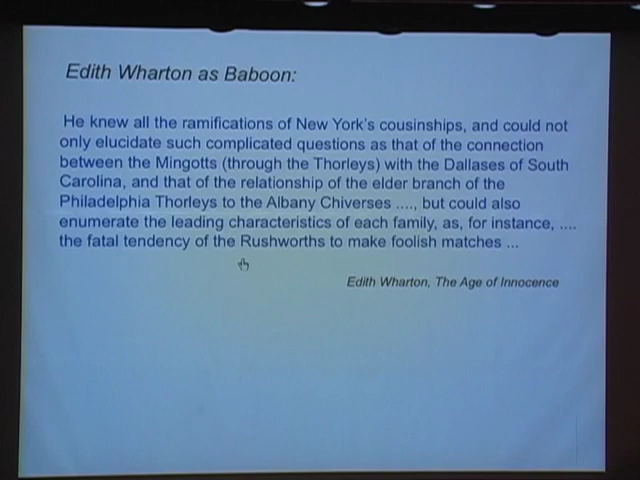 Edith Wharton as Baboon:
He knew all the ramifications of New York's cousinships, and could not
only elucidate such complicated questions as that of the connection
between the Mingotts (through the Thorleys) with the Dallases of South
Carolina, and that of the relationship of the elder branch of the
Philadelphia Thorleys to the Albany Chiverses ...., but could also
enumerate the leading characteristics of each family, as, for instance, ....
the fatal tendency of the Rushworths to make foolish matches ...
Edith Wharton, The Age of Innocence